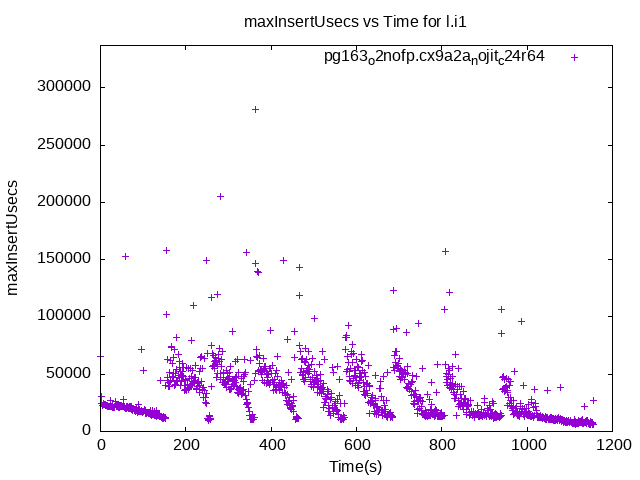 maxInsertUsecs vs Time for l.i1
pg163o2nofp.cx9a2anojitc24r64
300000
250000
200000
150000
100000
50000
0
maxInsertUsecs
0 200 400 600 800 1000 1200
Time(s)